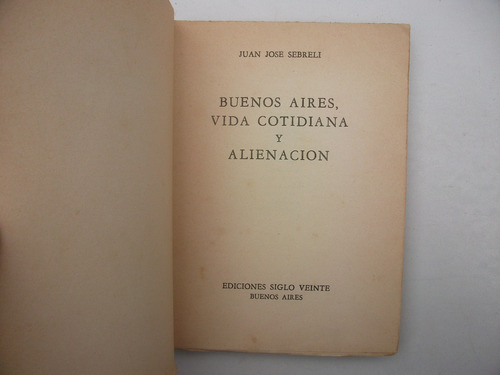 JUAN JOSE SEBRELI
BUENOS AIRES,
VIDA COTIDIANA
Y
ALIENACION
EDICIONES SIGLO VEINTE
BUENOS AIRES